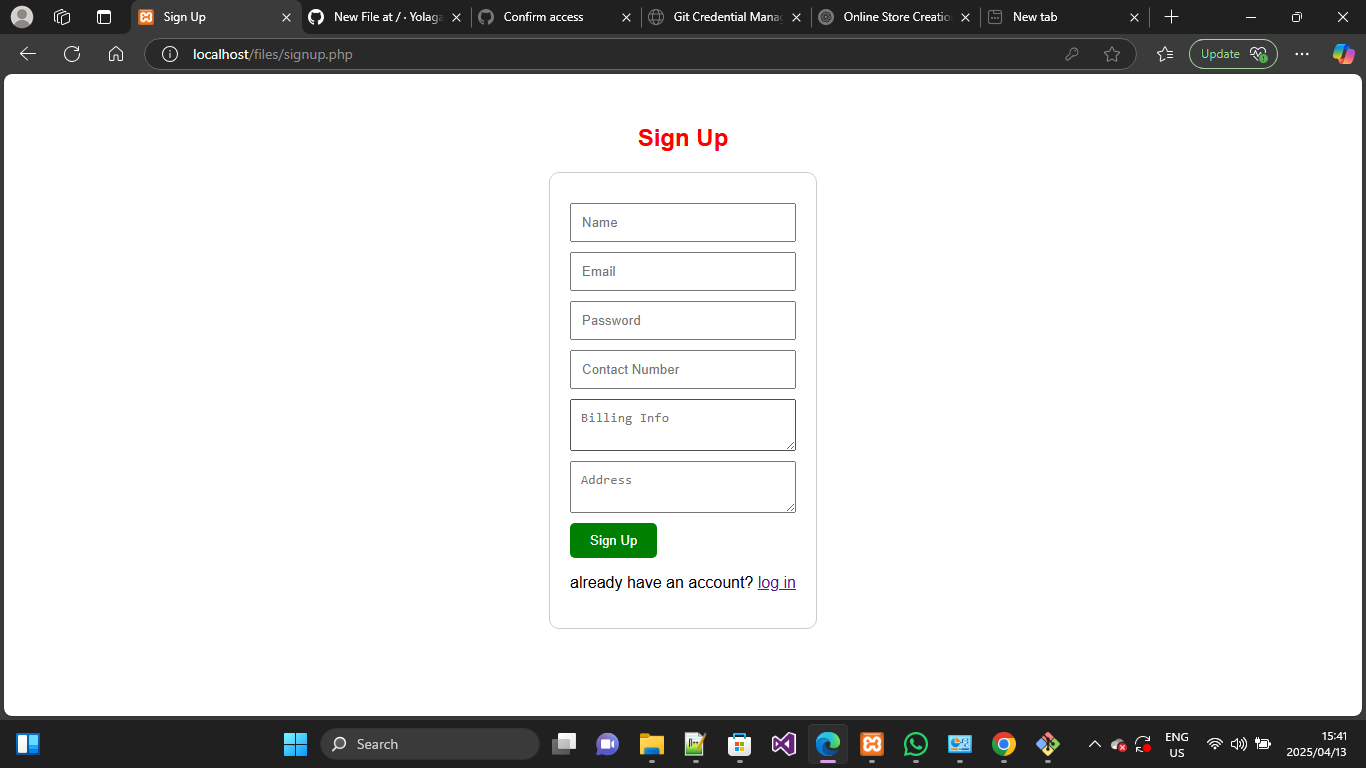 Sign Up
New File at / · Yolaga
Confirm access
Git Credential Mana
Online Store Creatio
New tab
localhost/files/signup.php
Update
Sign Up
Name
Email
Password
Contact Number
Billing Info
Address
Sign Up
already have an account? log in
Search
ENG
US
15:41
2025/04/13